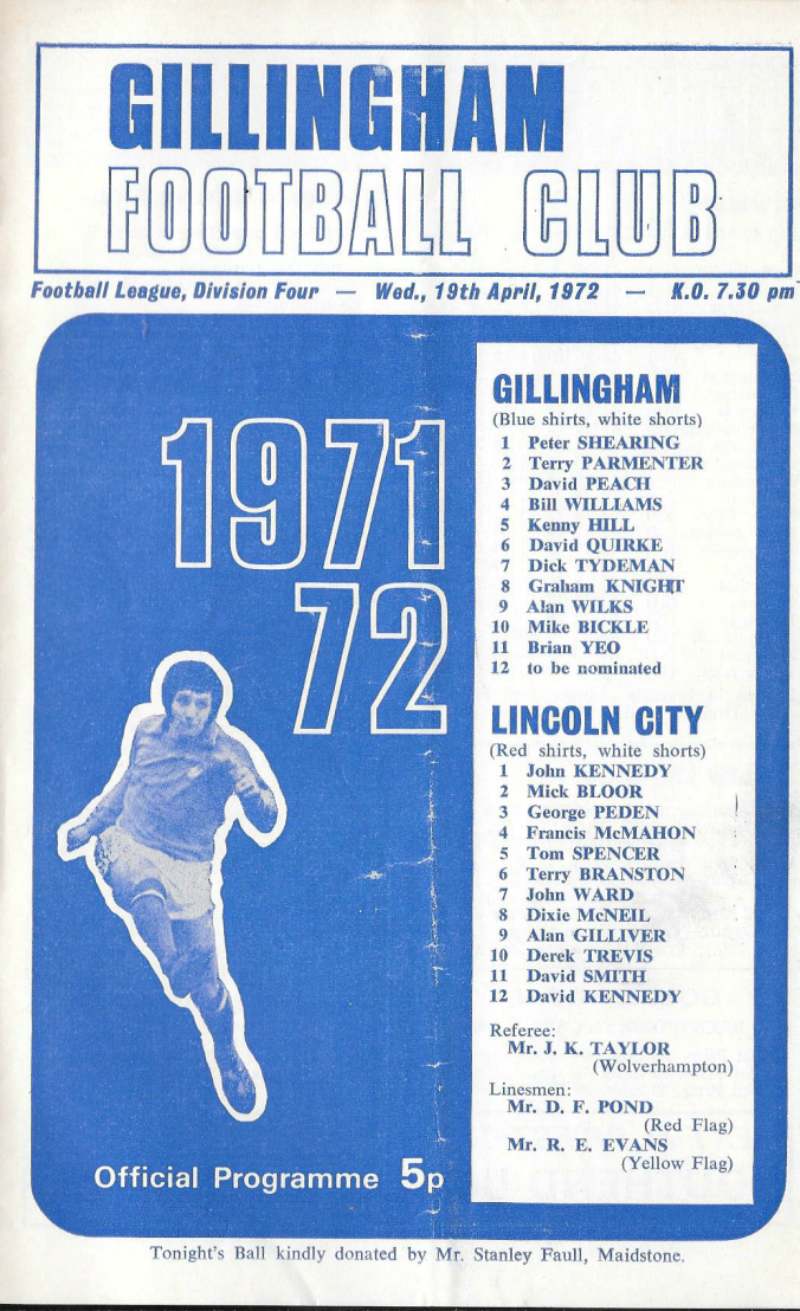 GILLINGHAM
FOOTBALL CLUB
Football League, Division Four — Wed., 19th April, 1972 — K.O. 7.30 pm
1971
72
Official Programme 5p
GILLINGHAM
(Blue shirts, white shorts)
1 Peter SHEARING
2 Terry PARMENTER
3 David PEACH
4 Bill WILLIAMS
5 Kenny HILL
6 David QUIRKE
7 Dick TYDEMAN
8 Graham KNIGHT
9 Alan WILKS
10 Mike BICKLE
11 Brian YEO
12 to be nominated
LINCOLN CITY
(Red shirts, white shorts)
1 John KENNEDY
2 Mick BLOOR
3 George PEDEN
4 Francis McMAHON
5 Tom SPENCER
6 Terry BRANSTON
7 John WARD
8 Dixie McNEIL
9 Alan GILLIVER
10 Derek TREVIS
11 David SMITH
12 David KENNEDY
Referee:
Mr. J. K. TAYLOR
(Wolverhampton)
Linesmen:
Mr. D. F. POND
(Red Flag)
Mr. R. E. EVANS
(Yellow Flag)
Tonight's Ball kindly donated by Mr. Stanley Faull, Maidstone.